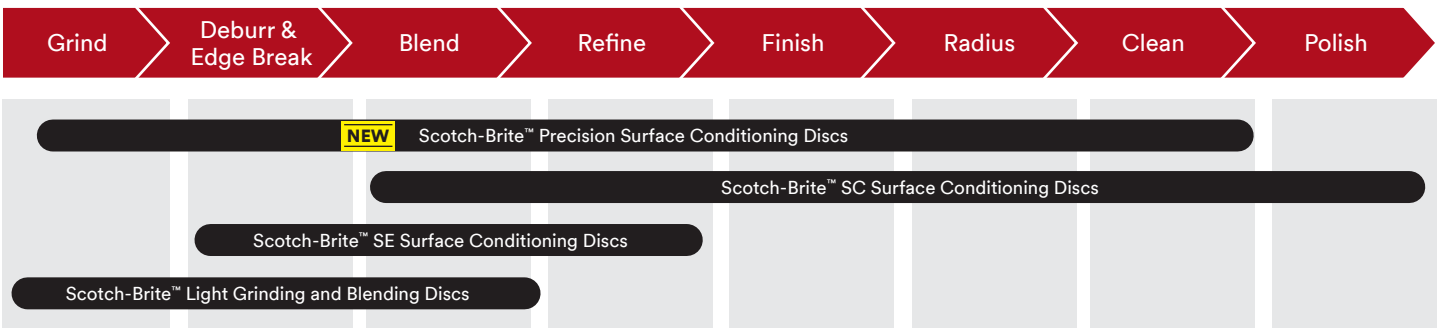 Grind
Deburr &
Edge Break
Blend
Refine
Finish
Radius
Clean
Polish
NEW Scotch-Brite™ Precision Surface Conditioning Discs
Scotch-Brite™ SC Surface Conditioning Discs
Scotch-Brite™ SE Surface Conditioning Discs
Scotch-Brite™ Light Grinding and Blending Discs